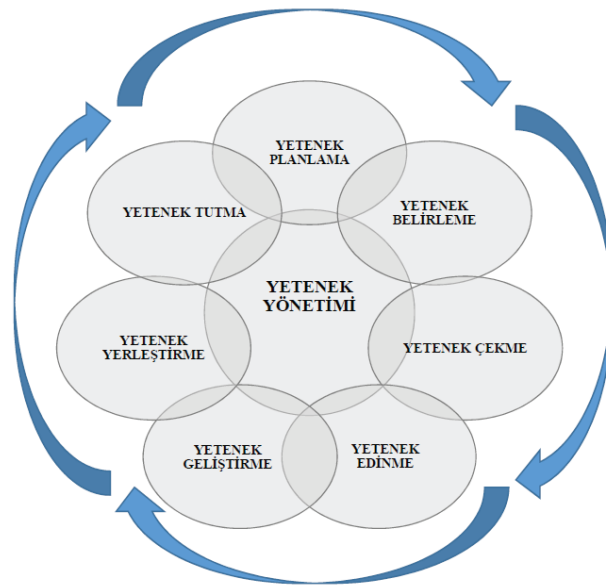 YETENEK
PLANLAMA
YETENEK
BELİRLEME
YETENEK ÇEKME
YETENEK
EDİNME
YETENEK
GELİŞTİRME
YETENEK
YERLEŞTİRME
YETENEK TUTMA
YETENEK
YÖNETİMİ